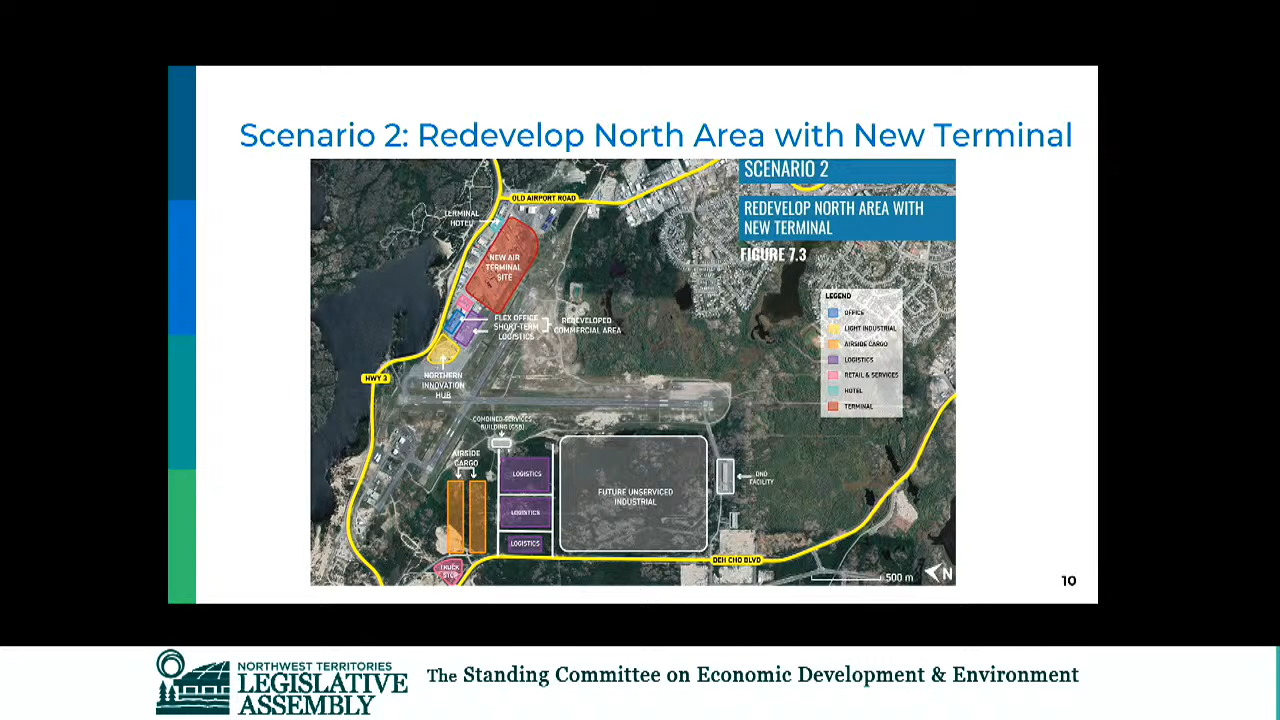 Scenario 2: Redevelop North Area with New Terminal
SCENARIO 2
REDEVELOP NORTH AREA WITH
NEW TERMINAL
FIGURE 7.3
OLD AIRPORT ROAD
TERMINAL
HOTEL
NEW AIR
TERMINAL
SITE
FLEX OFFICE
SHORT-TERM
LOGISTICS
REDEVELOPED
COMMERCIAL AREA
HWY 3
NORTHERN
INNOVATION
HUB
LEGEND
OFFICE
LIGHT INDUSTRIAL
AIRSIDE CARGO
LOGISTICS
RETAIL & SERVICES
HOTEL
TERMINAL
COMBINED SERVICES
BUILDING (CSB)
AIRSIDE
CARGO
LOGISTICS
LOGISTICS
LOGISTICS
FUTURE UNSERVICED
INDUSTRIAL
DND
FACILITY
TRUCK
STOP
DEH CHO BLVD
500 m
N
10
NORTHWEST TERRITORIES
LEGISLATIVE
ASSEMBLY
The Standing Committee on Economic Development & Environment